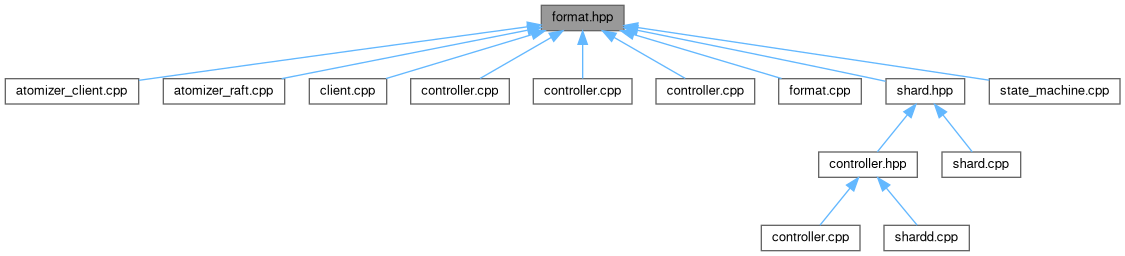 format.hpp
atomizer_client.cpp
atomizer_raft.cpp
client.cpp
controller.cpp
controller.cpp
controller.cpp
format.cpp
shard.hpp
state_machine.cpp
controller.hpp
shard.cpp
controller.cpp
shardd.cpp